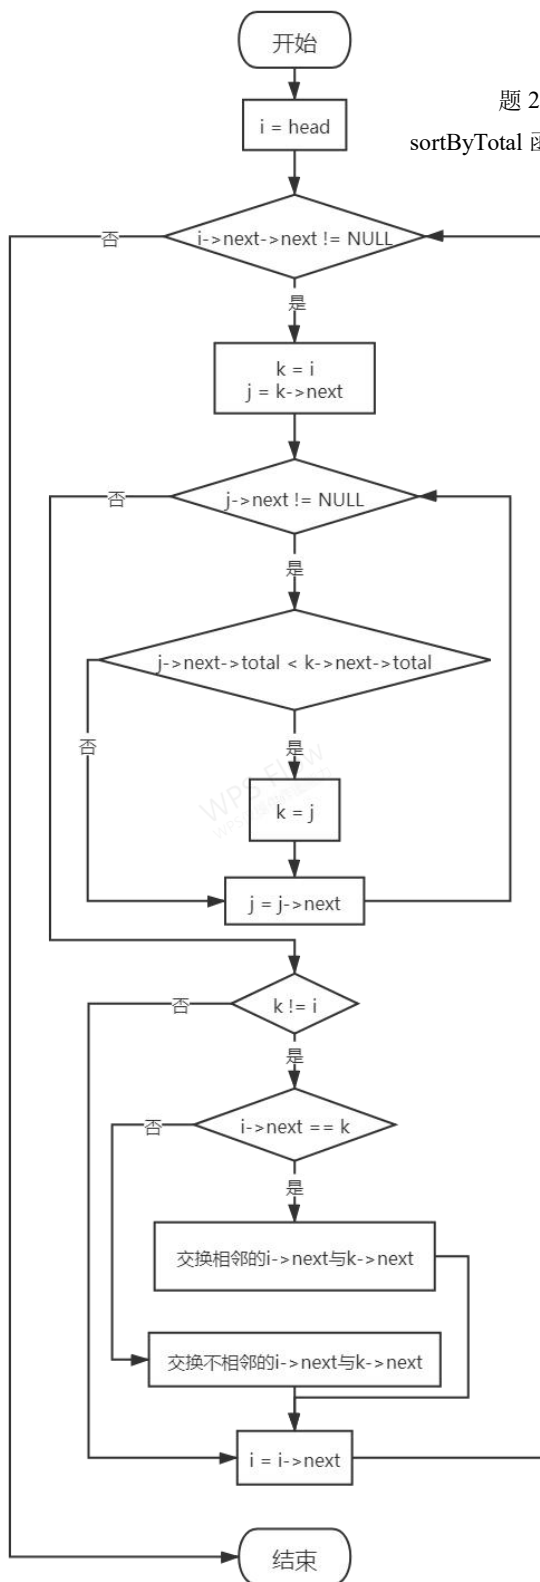 开始
题 2
i = head
sortByTotal 函
i->next->next != NULL
否
是
k = i
j = k->next
j->next != NULL
否
是
j->next->total < k->next->total
否
是
WPS FLOW
k = j
j = j->next
k != i
否
是
i->next == k
否
是
交换相邻的i->next与k->next
交换不相邻的i->next与k->next
i = i->next
结束